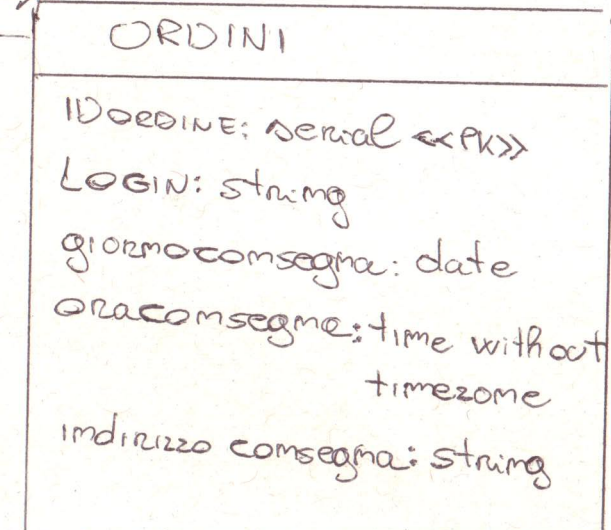 ORDINI
IDORDINE: serial <<PK>>
LOGIN: string
giornoconsegna: date
oraconsegna: time without
timezone
indirizzo consegna: string